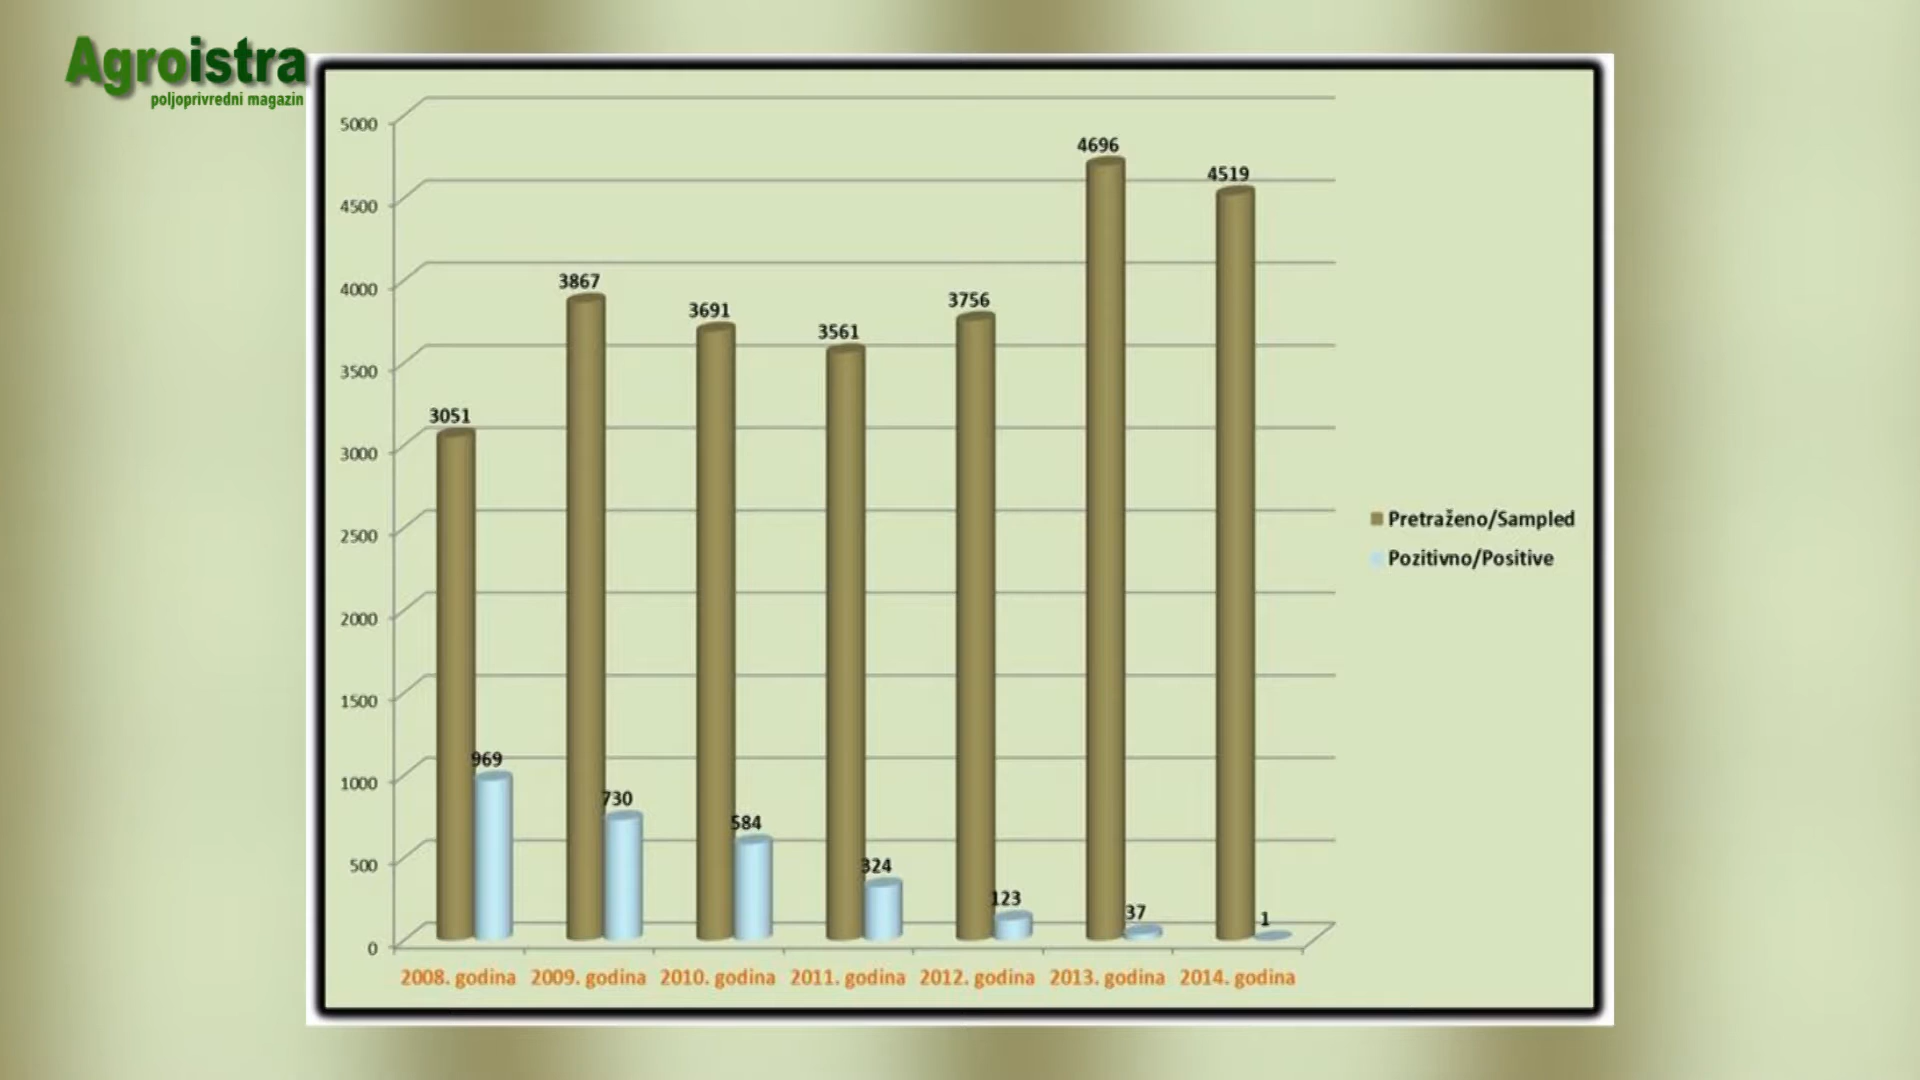 Agroistra
poljoprivredni magazin
5000
4500
4000
3500
3000
2500
2000
1500
1000
500
0
3051
969
3867
730
3691
584
3561
324
3756
123
4696
37
4519
1
2008. godina
2009. godina
2010. godina
2011. godina
2012. godina
2013. godina
2014. godina
Pretraženo/Sampled
Pozitivno/Positive